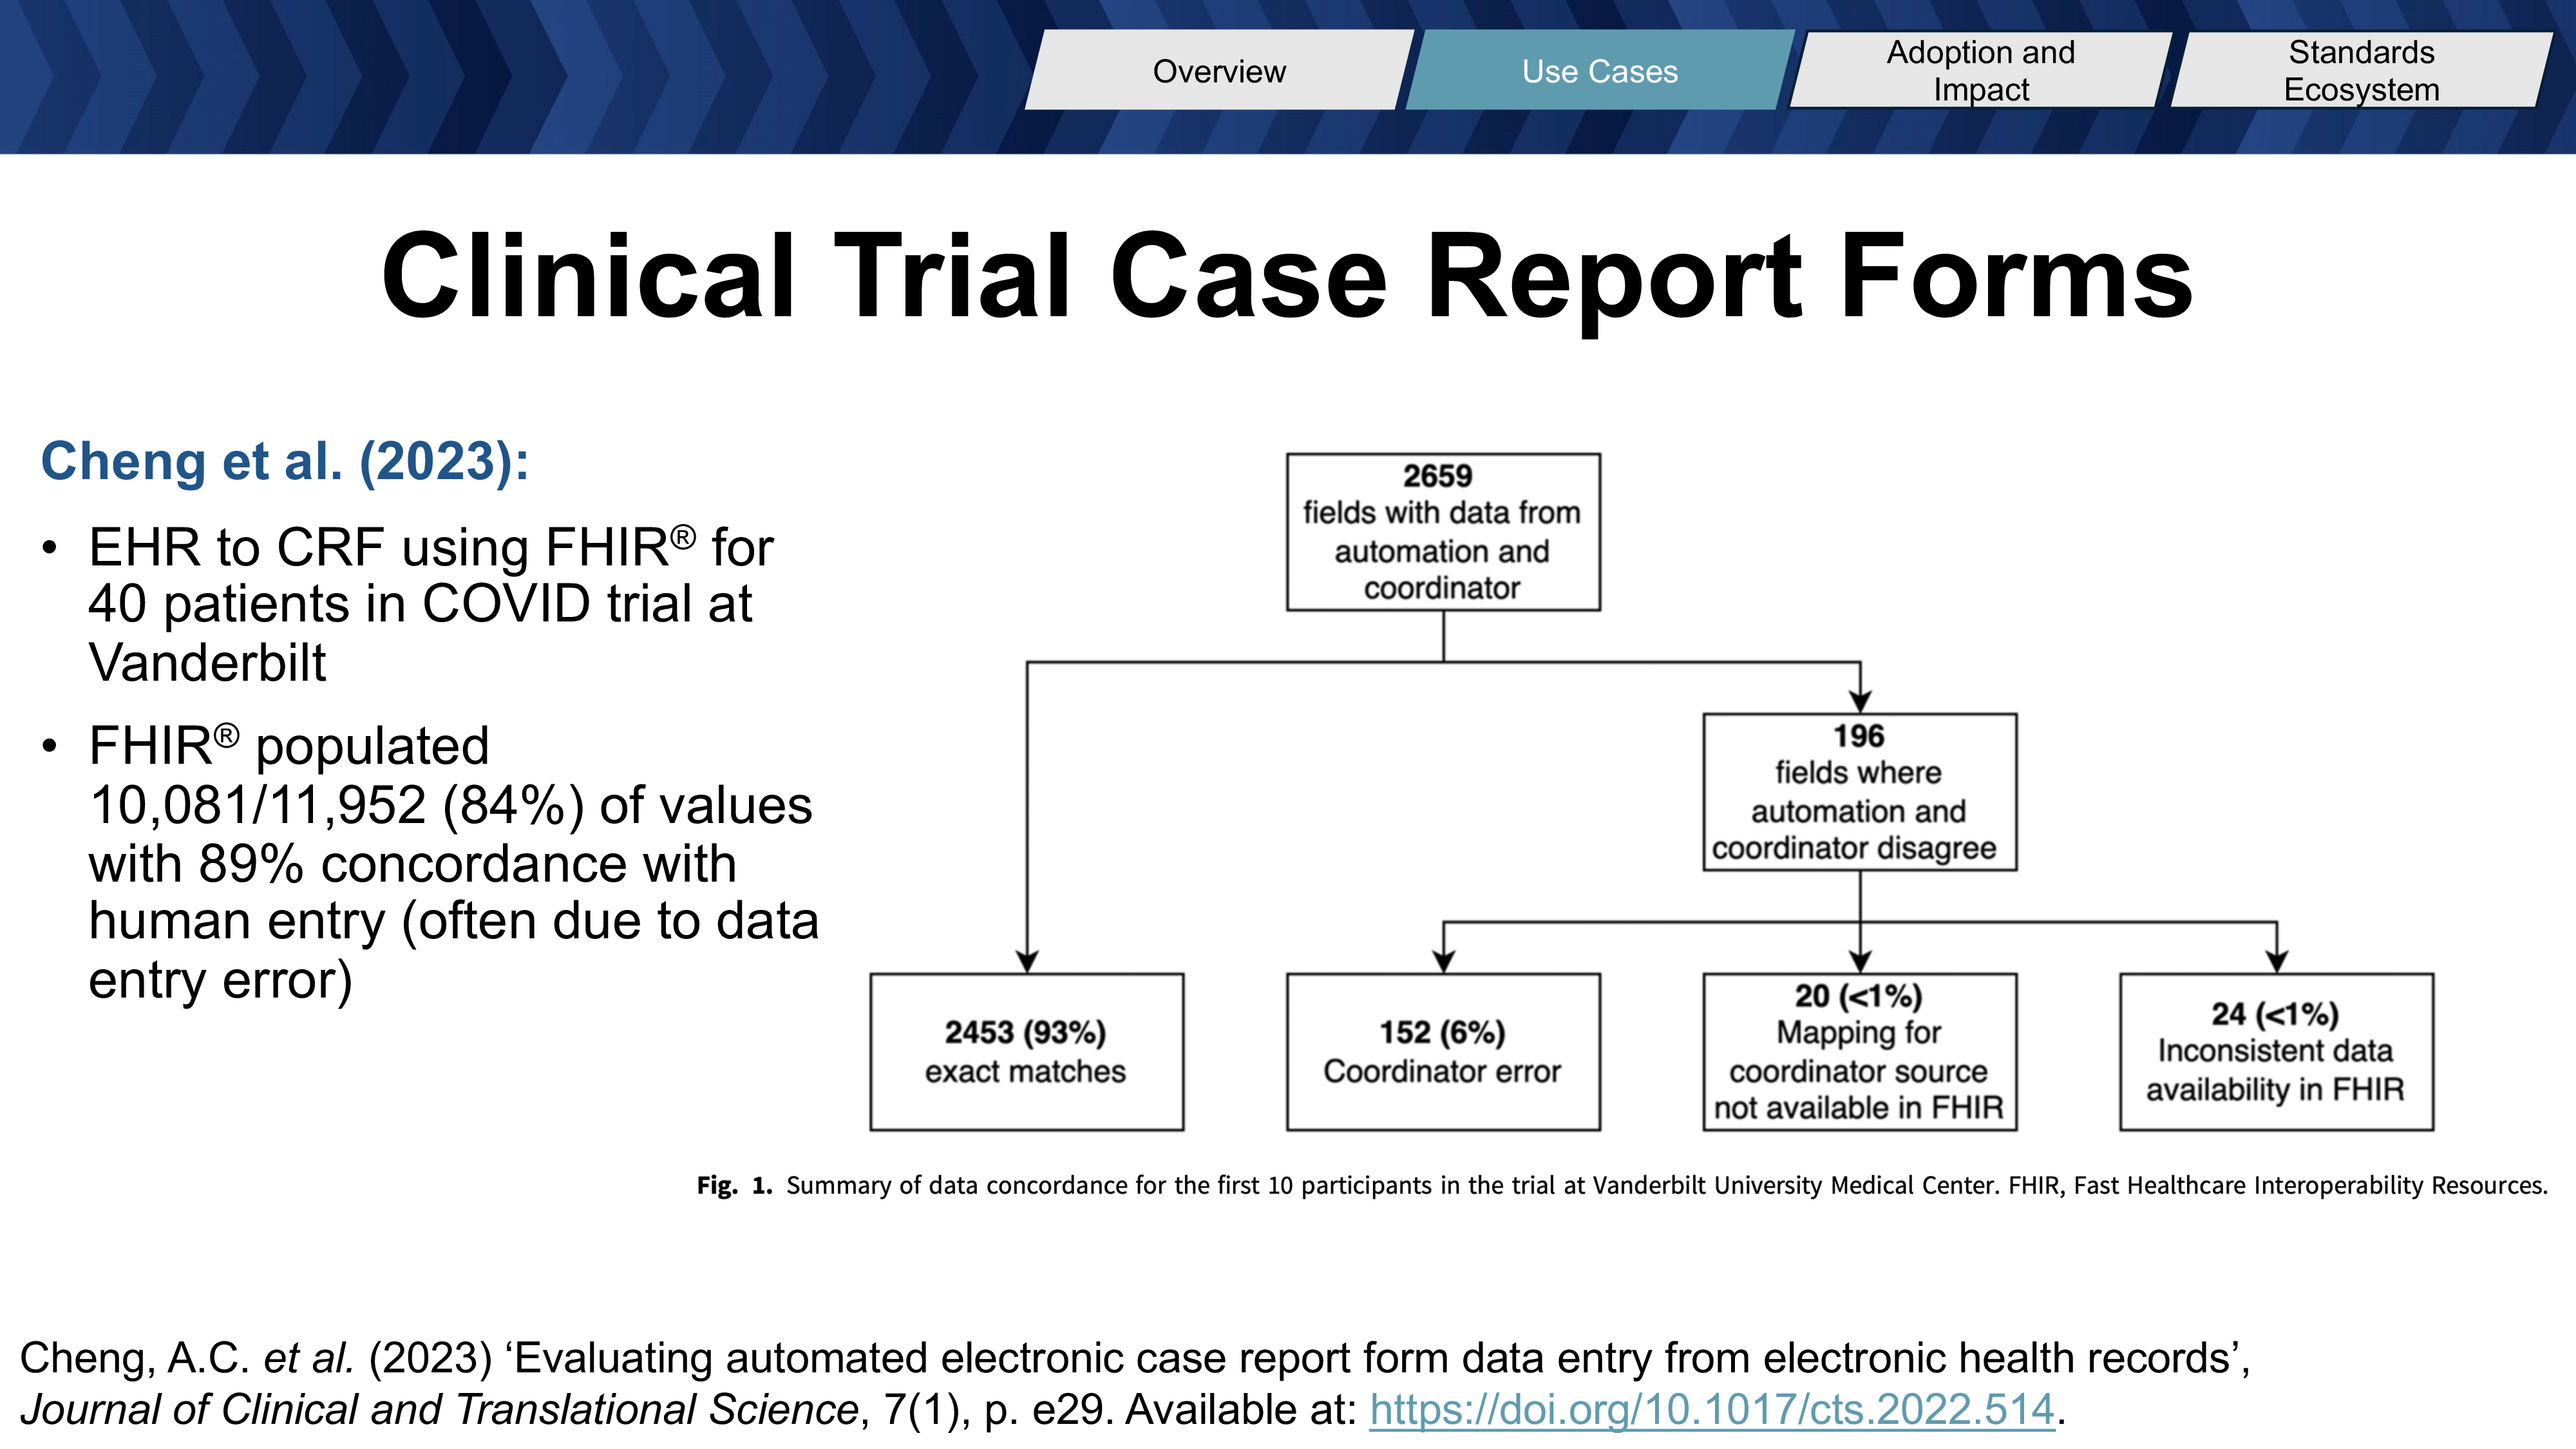 Overview
Use Cases
Adoption and
Impact
Standards
Ecosystem
Clinical Trial Case Report Forms
Cheng et al. (2023):
• EHR to CRF using FHIR® for
40 patients in COVID trial at
Vanderbilt
• FHIR® populated
10,081/11,952 (84%) of values
with 89% concordance with
human entry (often due to data
entry error)
2659
fields with data from
automation and
coordinator
196
fields where
automation and
coordinator disagree
2453 (93%)
exact matches
152 (6%)
Coordinator error
20 (<1%)
Mapping for
coordinator source
not available in FHIR
24 (<1%)
Inconsistent data
availability in FHIR
Fig. 1. Summary of data concordance for the first 10 participants in the trial at Vanderbilt University Medical Center. FHIR, Fast Healthcare Interoperability Resources.
Cheng, A.C. et al. (2023) ‘Evaluating automated electronic case report form data entry from electronic health records’,
Journal of Clinical and Translational Science, 7(1), p. e29. Available at: https://doi.org/10.1017/cts.2022.514.